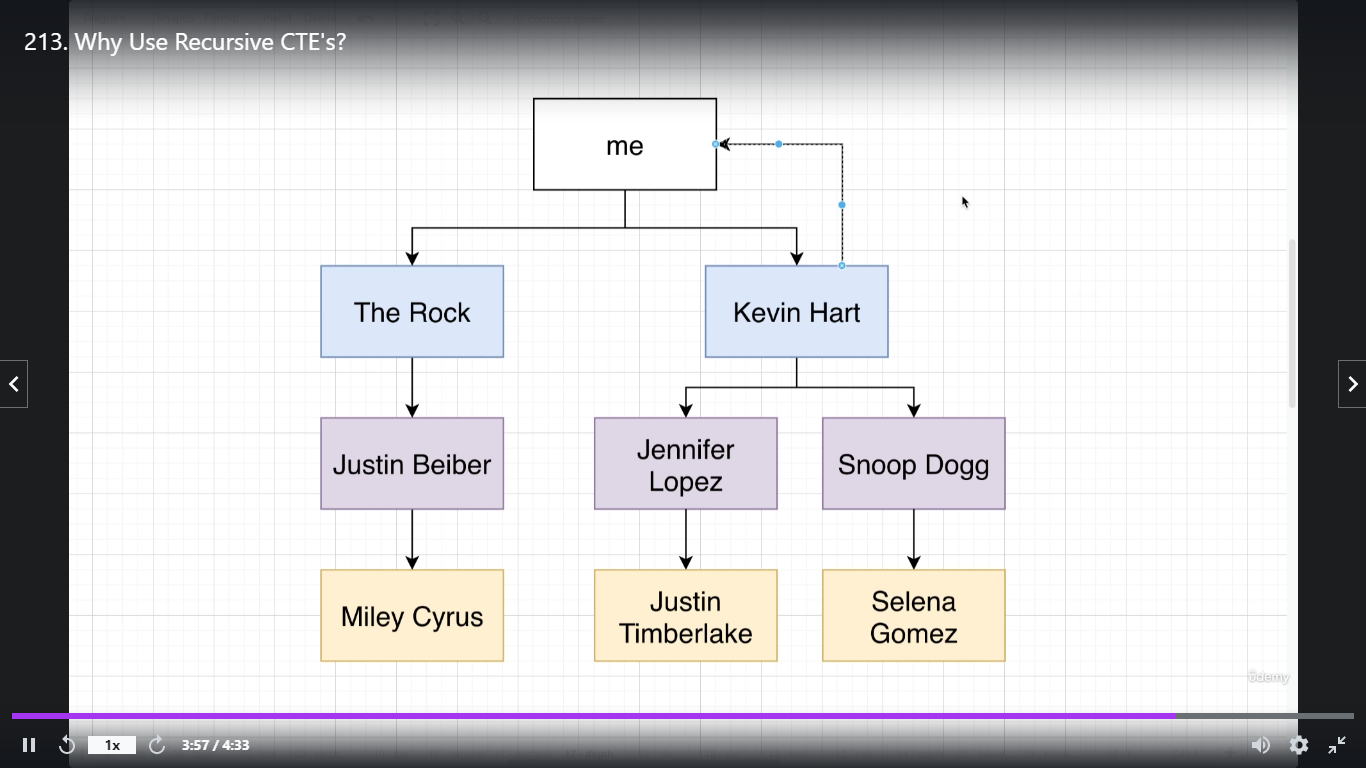 213. Why Use Recursive CTE's?
me
The Rock
Kevin Hart
Justin Beiber
Jennifer
Lopez
Snoop Dogg
Miley Cyrus
Justin
Timberlake
Selena
Gomez
ûdemy
1x
3:57 / 4:33